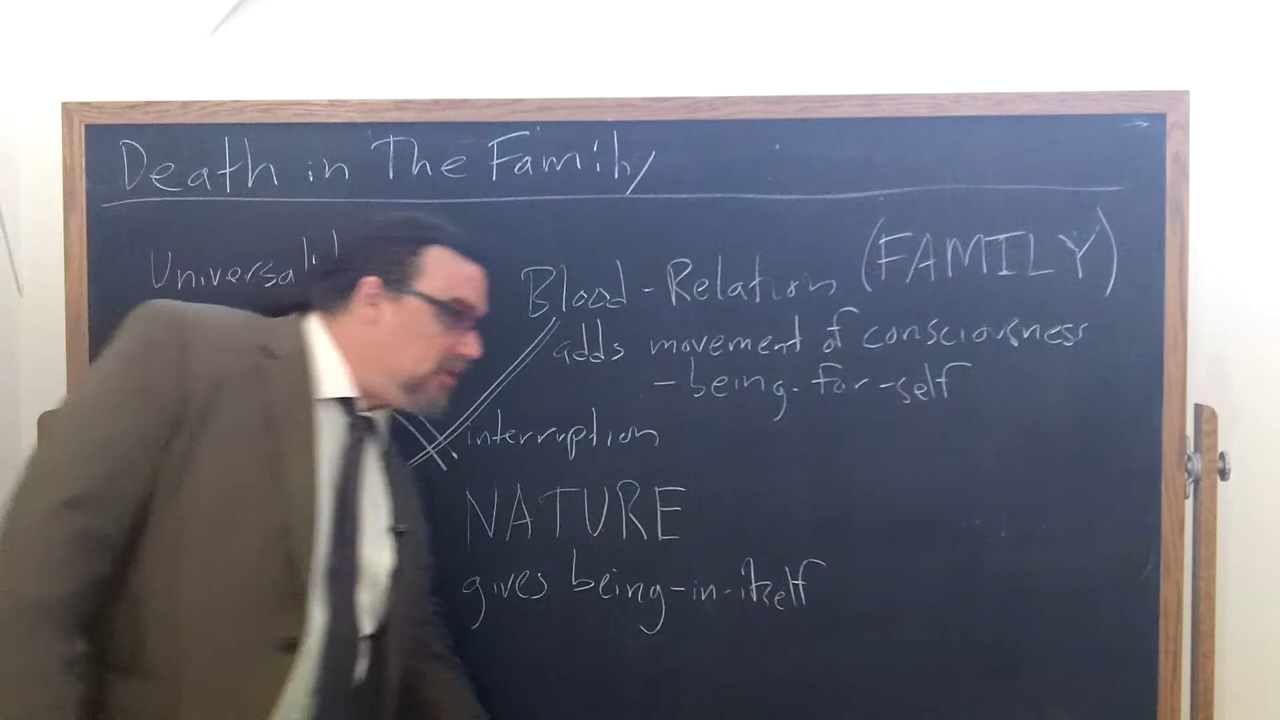 Death in The Family
Blood-Relation (FAMILY)
adds movement of consciousness
- being-for-self
interruption
NATURE
gives being-in-itself